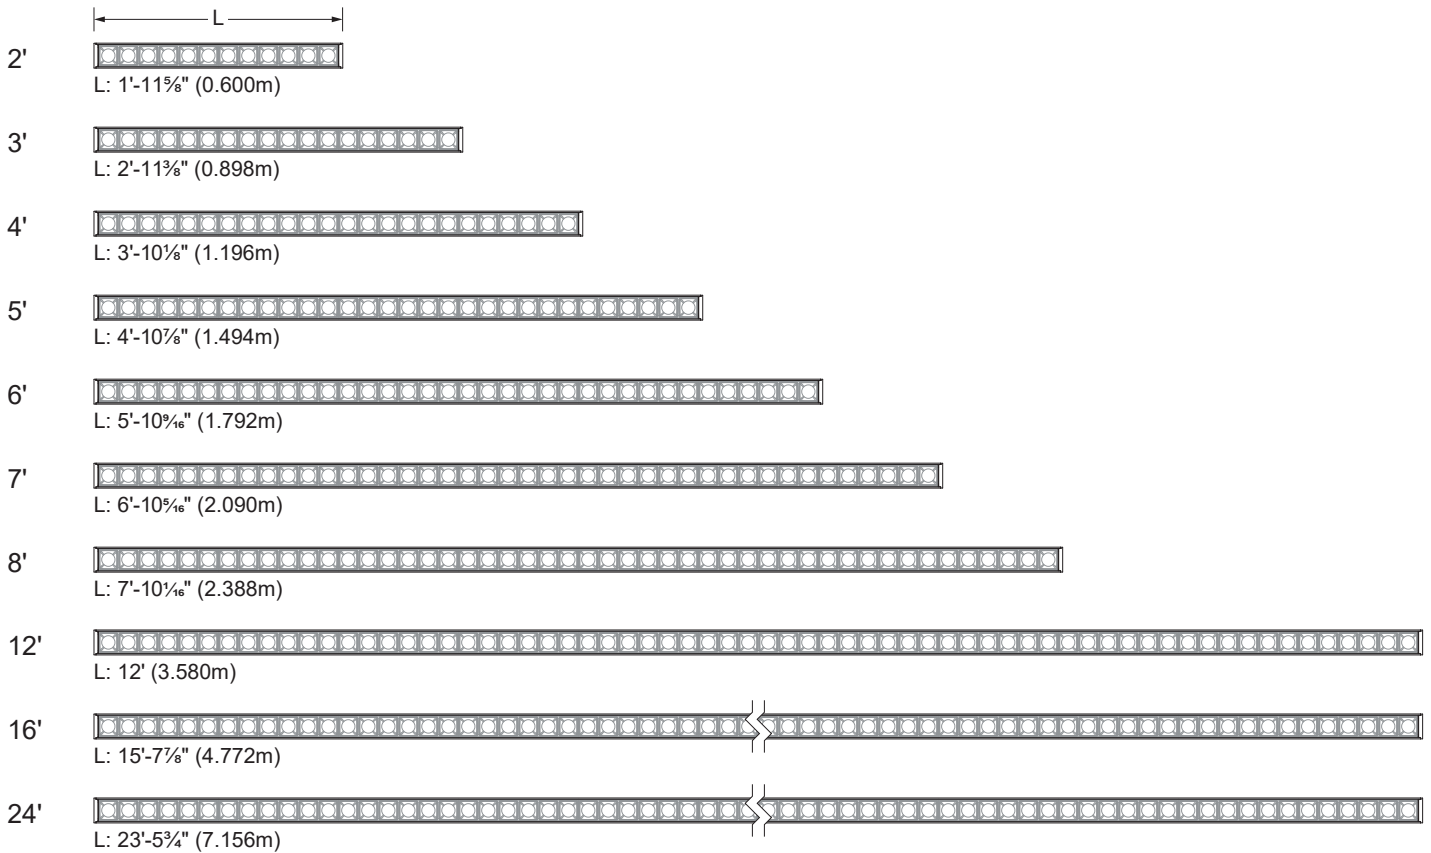 L
2'
L: 1'-11⅝" (0.600m)
3'
L: 2'-11⅜" (0.898m)
4'
L: 3'-10⅛" (1.196m)
5'
L: 4'-10⅞" (1.494m)
6'
L: 5'-10⁹⁄₁₆" (1.792m)
7'
L: 6'-10⁵⁄₁₆" (2.090m)
8'
L: 7'-10¹⁄₁₆" (2.388m)
12'
L: 12' (3.580m)
16'
L: 15'-7⅞" (4.772m)
24'
L: 23'-5¾" (7.156m)